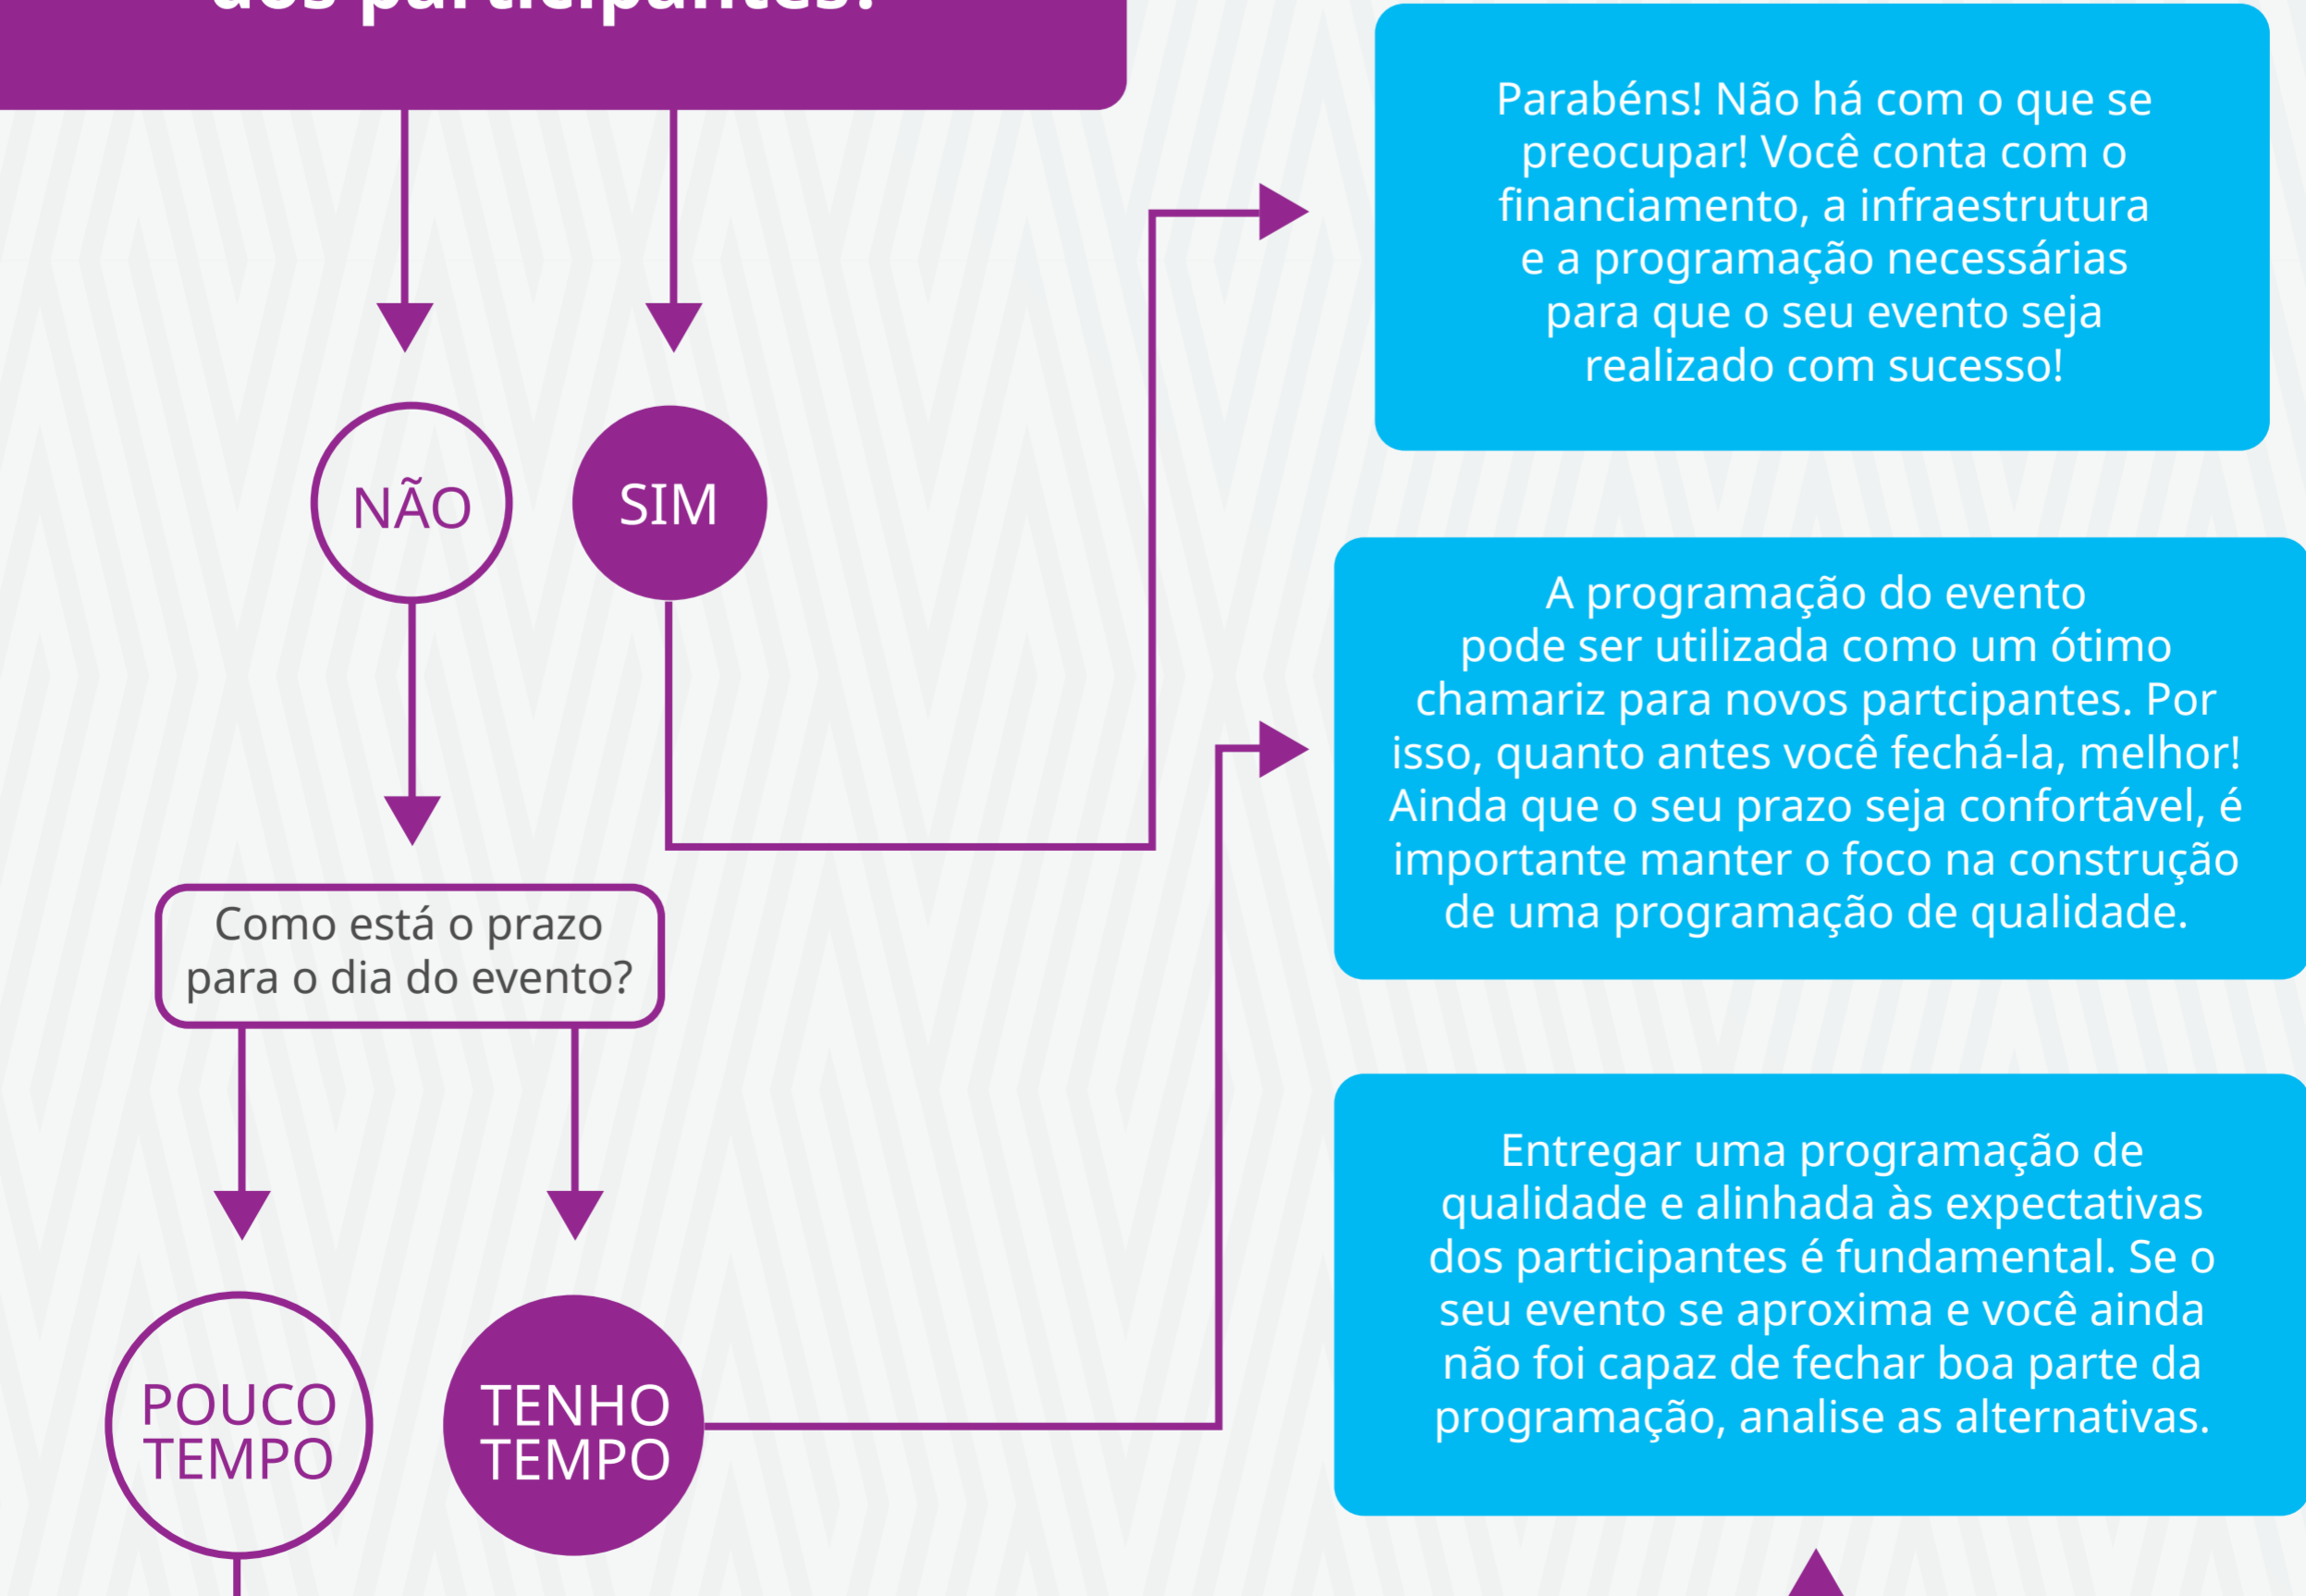 dos participantes?
NÃO
SIM
Como está o prazo
para o dia do evento?
POUCO
TEMPO
TENHO
TEMPO
Parabéns! Não há com o que se
preocupar! Você conta com o
financiamento, a infraestrutura
e a programação necessárias
para que o seu evento seja
realizado com sucesso!
A programação do evento
pode ser utilizada como um ótimo
chamariz para novos partcipantes. Por
isso, quanto antes você fechá-la, melhor!
Ainda que o seu prazo seja confortável, é
importante manter o foco na construção
de uma programação de qualidade.
Entregar uma programação de
qualidade e alinhada às expectativas
dos participantes é fundamental. Se o
seu evento se aproxima e você ainda
não foi capaz de fechar boa parte da
programação, analise as alternativas.